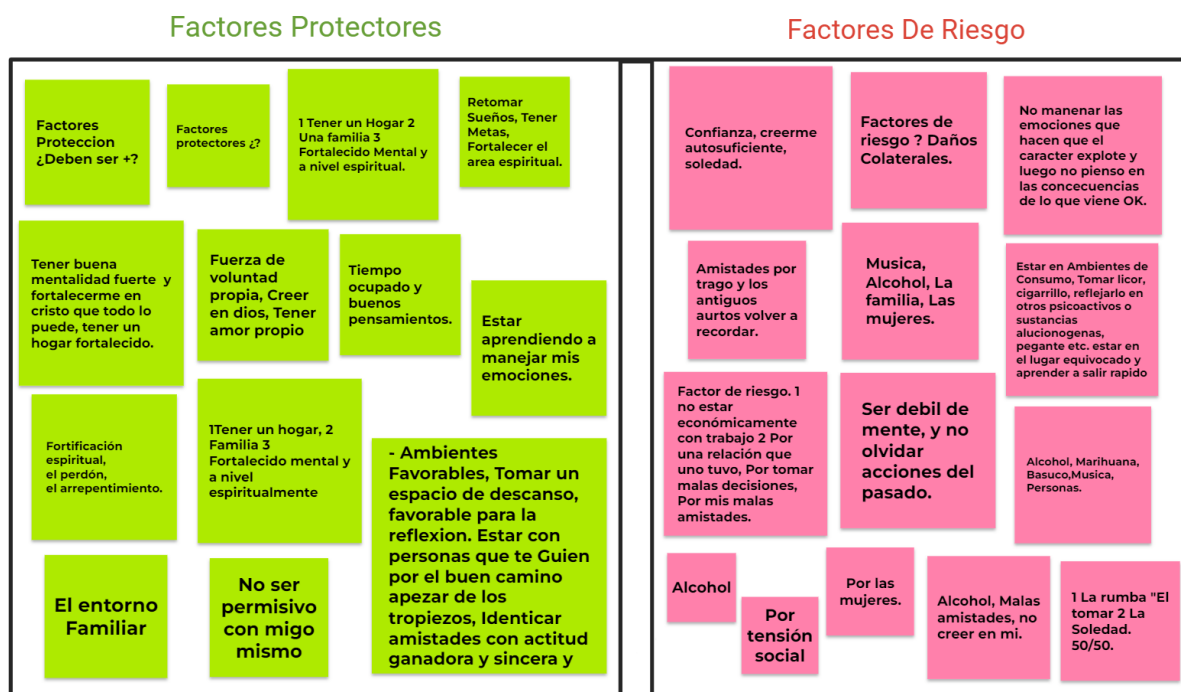 Factores Protectores
Factores De Riesgo
Factores
Proteccion
¿Deben ser +?
Factores
protectores ¿?
1 Tener un Hogar 2
Una familia 3
Fortalecido Mental y
a nivel espiritual.
Retomar
Sueños, Tener
Metas,
Fortalecer el
area espiritual.
Tener buena
mentalidad fuerte y
fortalecerme en
cristo que todo lo
puede, tener un
hogar fortalecido.
Fuerza de
voluntad
propia, Creer
en dios, Tener
amor propio
Tiempo
ocupado y
buenos
pensamientos.
Estar
aprendiendo a
manejar mis
emociones.
Fortificación
espiritual,
el perdón,
el arrepentimiento.
1Tener un hogar, 2
Familia 3
Fortalecido mental y
a nivel
espiritualmente
- Ambientes
Favorables, Tomar un
espacio de descanso,
favorable para la
reflexion. Estar con
personas que te Guien
por el buen camino
apezar de los
tropiezos, Identicar
amistades con actitud
ganadora y sincera y
El entorno
Familiar
No ser
permisivo
con migo
mismo
Confianza, creerme
autosuficiente,
soledad.
Factores de
riesgo ? Daños
Colaterales.
No manenar las
emociones que
hacen que el
caracter explote y
luego no pienso en
las concecuencias
de lo que viene OK.
Amistades por
trago y los
antiguos
aurtos volver a
recordar.
Musica,
Alcohol, La
familia, Las
mujeres.
Estar en Ambientes de
Consumo, Tomar licor,
cigarrillo, reflejarlo en
otros psicoactivos o
sustancias
alucionogenas,
pegante etc. estar en
el lugar equivocado y
aprender a salir rapido
Factor de riesgo. 1
no estar
económicamente
con trabajo 2 Por
una relación que
uno tuvo, Por tomar
malas decisiones,
Por mis malas
amistades.
Ser debil de
mente, y no
olvidar
acciones del
pasado.
Alcohol, Marihuana,
Basuco,Musica,
Personas.
Alcohol
Por
tensión
social
Por las
mujeres.
Alcohol, Malas
amistades, no
creer en mi.
1 La rumba "El
tomar 2 La
Soledad.
50/50.